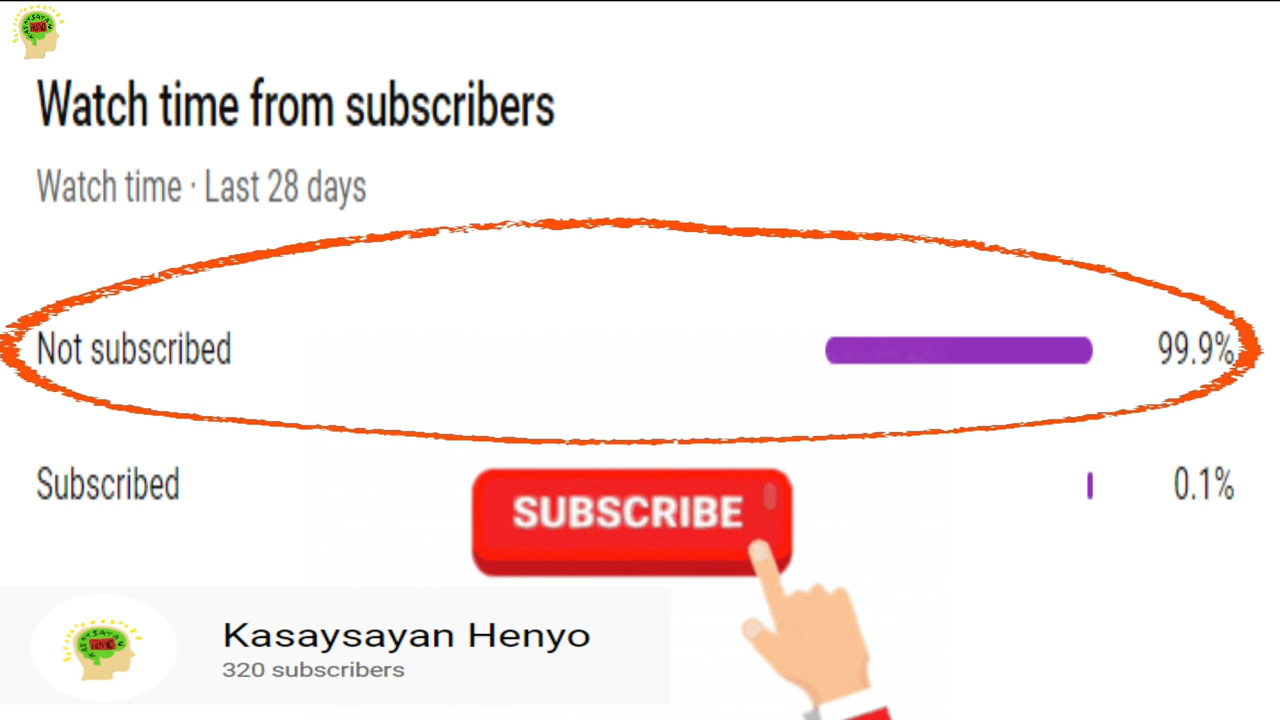 Watch time from subscribers
Watch time · Last 28 days
Not subscribed 99.9%
Subscribed 0.1%
SUBSCRIBE
Kasaysayan Henyo
320 subscribers